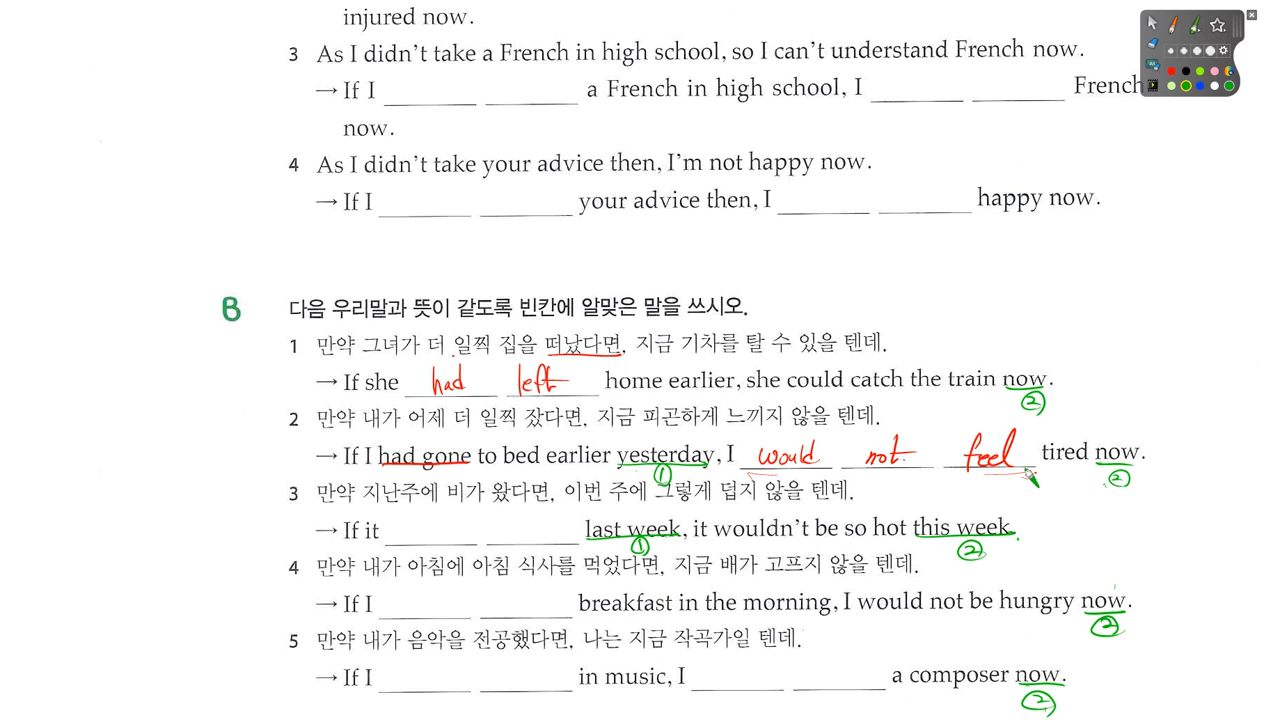 injured now.
3 As I didn't take a French in high school, so I can't understand French now.
→ If I ________ ________ a French in high school, I ________ ________ French
now.
4 As I didn't take your advice then, I'm not happy now.
→ If I ________ ________ your advice then, I ________ ________ happy now.
B 다음 우리말과 뜻이 같도록 빈칸에 알맞은 말을 쓰시오.
1 만약 그녀가 더 일찍 집을 떠났다면, 지금 기차를 탈 수 있을 텐데.
→ If she had left home earlier, she could catch the train now.
②
2 만약 내가 어제 더 일찍 잤다면, 지금 피곤하게 느끼지 않을 텐데.
→ If I had gone to bed earlier yesterday, I would not feel tired now.
① ②
3 만약 지난주에 비가 왔다면, 이번 주에 그렇게 덥지 않을 텐데.
→ If it ________ ________ last week, it wouldn't be so hot this week.
① ②
4 만약 내가 아침에 아침 식사를 먹었다면, 지금 배가 고프지 않을 텐데.
→ If I ________ ________ breakfast in the morning, I would not be hungry now.
②
5 만약 내가 음악을 전공했다면, 나는 지금 작곡가일 텐데.
→ If I ________ ________ in music, I ________ ________ a composer now.
②